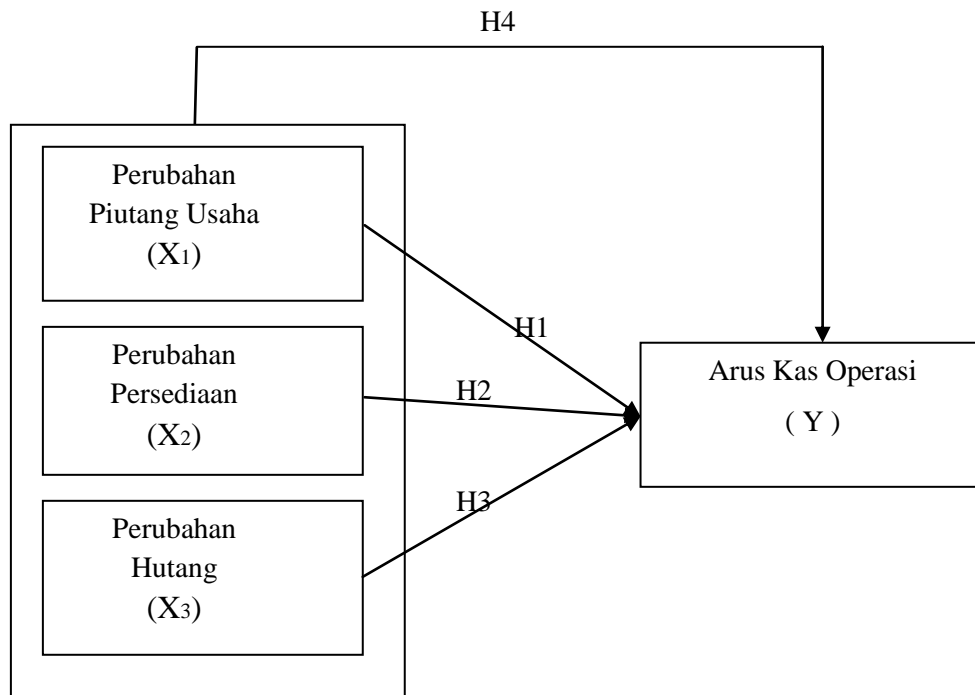 H4
Perubahan
Piutang Usaha
(X1)
H1
Perubahan
Persediaan
(X2)
H2
Arus Kas Operasi
( Y )
Perubahan
Hutang
(X3)
H3